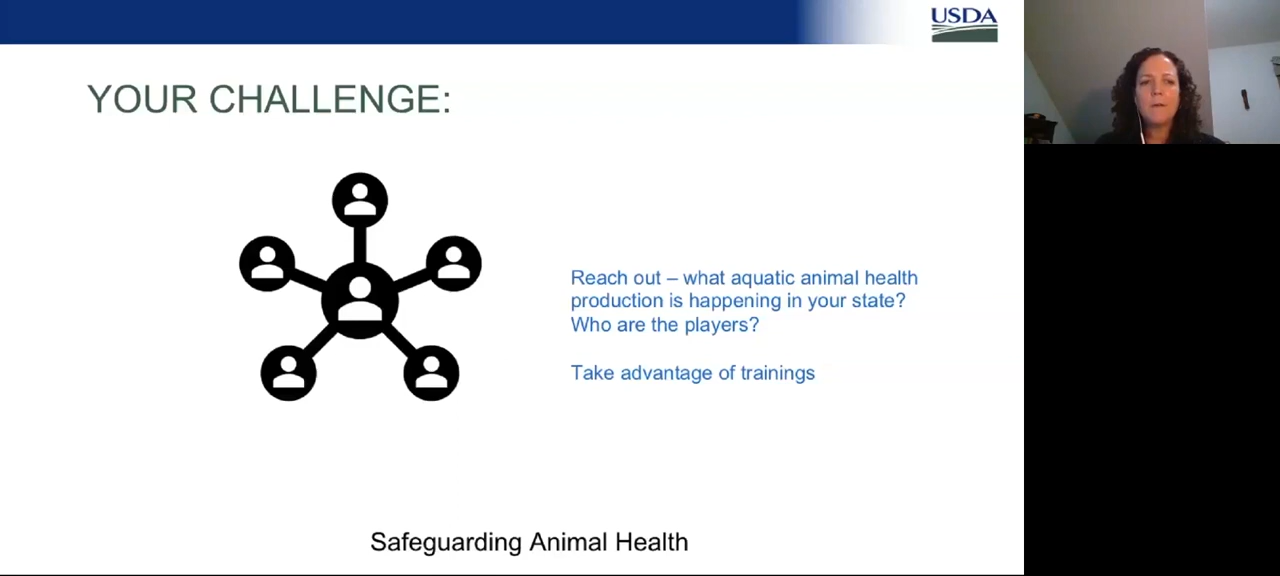 USDA
YOUR CHALLENGE:
Reach out – what aquatic animal health
production is happening in your state?
Who are the players?
Take advantage of trainings
Safeguarding Animal Health